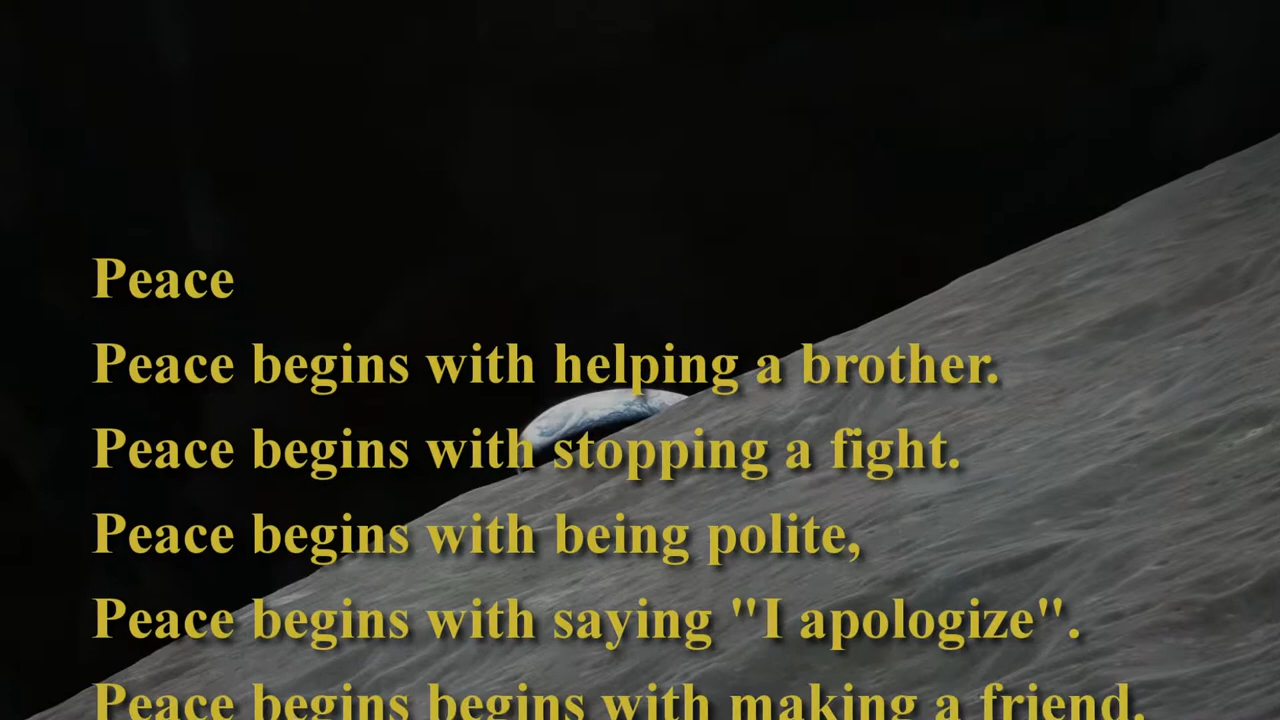 Peace
Peace begins with helping a brother.
Peace begins with stopping a fight.
Peace begins with being polite,
Peace begins with saying "I apologize".
Peace begins begins with making a friend.